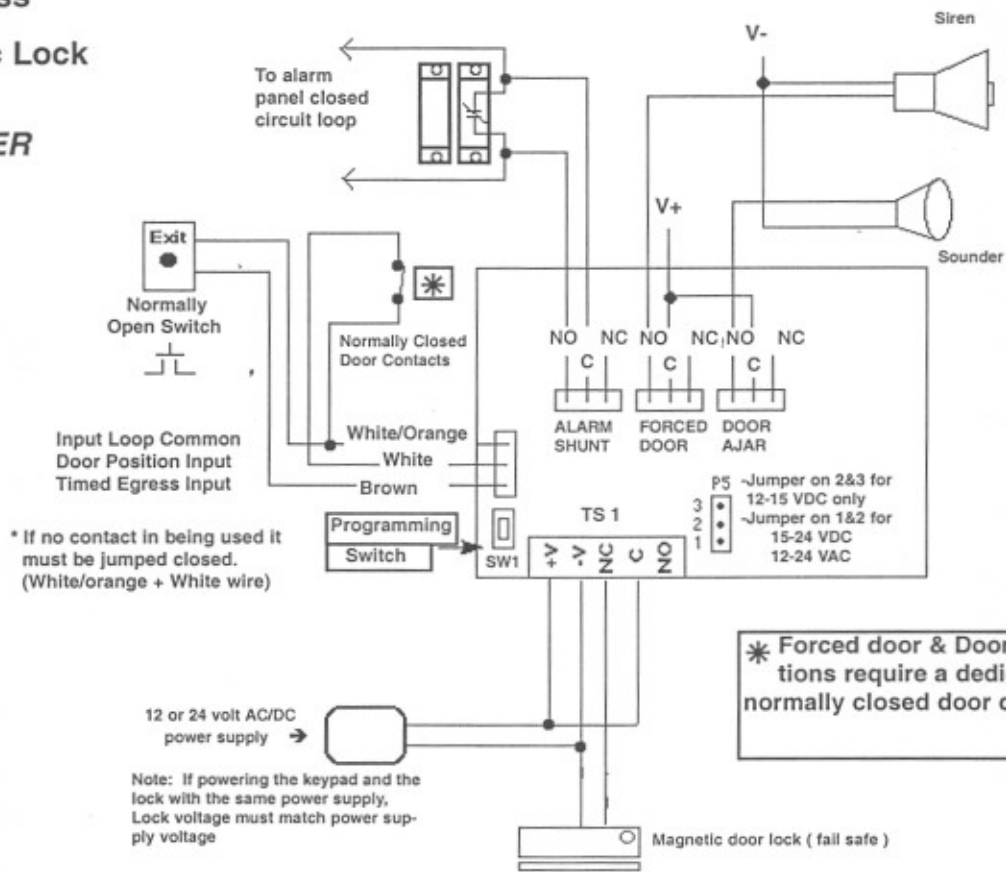 c Lock
ER
Siren
V-
To alarm
panel closed
circuit loop
V+
Sounder
Exit
Normally
Open Switch
Normally Closed
Door Contacts
NO NC NO NC NO NC
C C C
ALARM
SHUNT
FORCED
DOOR
DOOR
AJAR
Input Loop Common
Door Position Input
Timed Egress Input
White/Orange
White
Brown
P5
3
2
1
-Jumper on 2&3 for
12-15 VDC only
-Jumper on 1&2 for
15-24 VDC
12-24 VAC
* If no contact in being used it
must be jumped closed.
(White/orange + White wire)
Programming
Switch
SW1
TS 1
+V -V NC C NO
✳ Forced door & Door
tions require a dedi
normally closed door c
12 or 24 volt AC/DC
power supply →
Note: If powering the keypad and the
lock with the same power supply,
Lock voltage must match power sup-
ply voltage
Magnetic door lock ( fail safe )